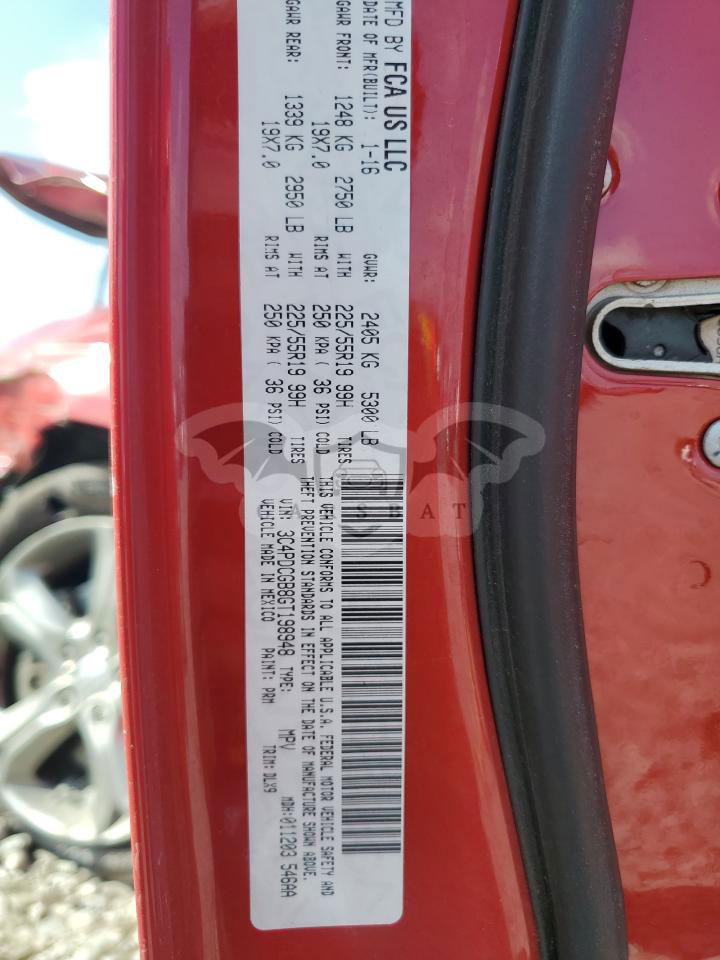 MFD BY FCA US LLC
DATE OF MFR(BUILT): 1-16 GVWR: 2405 KG 5300 LB
GAWR FRONT: 1248 KG 2750 LB WITH 225/55R19 99H TIRES
19X7.0 RIMS AT 250 KPA ( 36 PSI) COLD
GAWR REAR: 1339 KG 2950 LB WITH 225/55R19 99H TIRES
19X7.0 RIMS AT 250 KPA ( 36 PSI) COLD
THIS VEHICLE CONFORMS TO ALL APPLICABLE U.S.A. FEDERAL MOTOR VEHICLE SAFETY AND
THEFT PREVENTION STANDARDS IN EFFECT ON THE DATE OF MANUFACTURE SHOWN ABOVE.
VIN: 3C4PDCGB8GT198948 TYPE: MPV MDH:011203 546AA
VEHICLE MADE IN MEXICO PAINT: PRM TRIM: DLX9